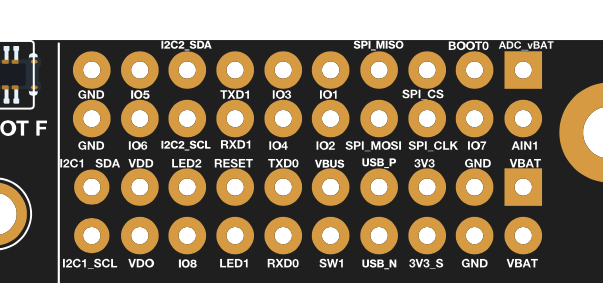 I2C2_SDA SPI_MISO BOOT0 ADC_vBAT
GND IO5 TXD1 IO3 IO1 SPI_CS
OT F
GND IO6 I2C2_SCL RXD1 IO4 IO2 SPI_MOSI SPI_CLK IO7 AIN1
I2C1 SDA VDD LED2 RESET TXD0 VBUS USB_P 3V3 GND VBAT
I2C1_SCL VDO IO8 LED1 RXD0 SW1 USB_N 3V3_S GND VBAT